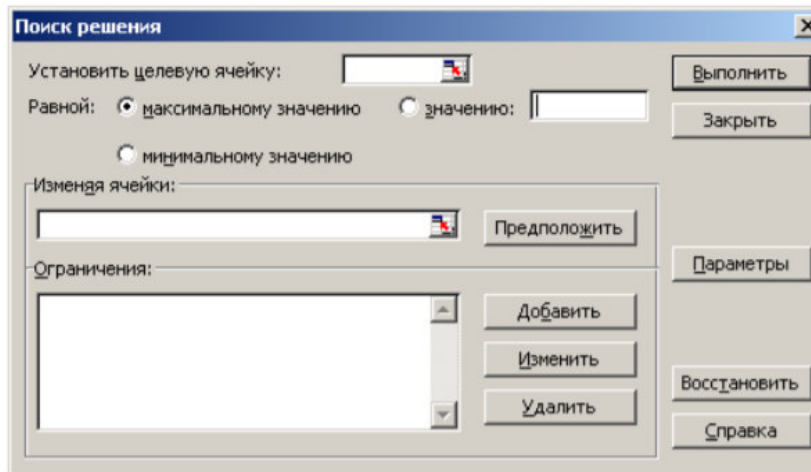 Поиск решения
Установить целевую ячейку:
Выполнить
Равной: максимальному значению значению:
Закрыть
минимальному значению
Изменяя ячейки:
Предположить
Ограничения:
Параметры
Добавить
Изменить
Восстановить
Удалить
Справка